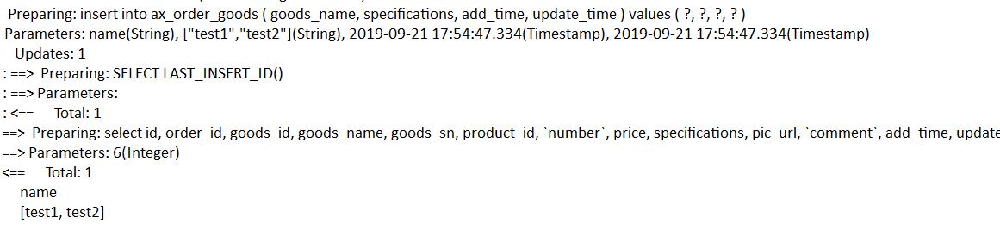 Preparing: insert into ax_order_goods ( goods_name, specifications, add_time, update_time ) values ( ?, ?, ?, ? )
Parameters: name(String), ["test1","test2"](String), 2019-09-21 17:54:47.334(Timestamp), 2019-09-21 17:54:47.334(Timestamp)
Updates: 1
: ==> Preparing: SELECT LAST_INSERT_ID()
: ==> Parameters:
: <== Total: 1
==> Preparing: select id, order_id, goods_id, goods_name, goods_sn, product_id, `number`, price, specifications, pic_url, `comment`, add_time, update
==> Parameters: 6(Integer)
<== Total: 1
name
[test1, test2]